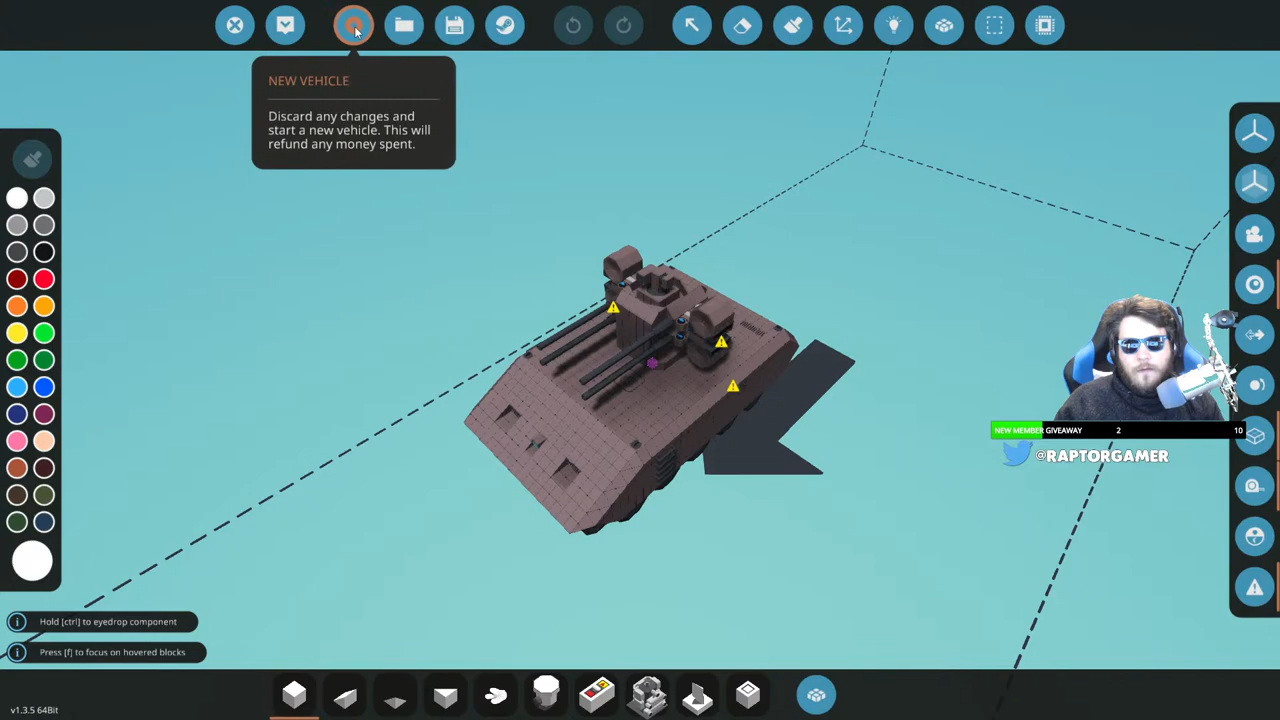 NEW VEHICLE
Discard any changes and
start a new vehicle. This will
refund any money spent.
NEW MEMBER GIVEAWAY 2 10
@RAPTORGAMER
Hold [ctrl] to eyedrop component
Press [f] to focus on hovered blocks
v1.3.5 64Bit